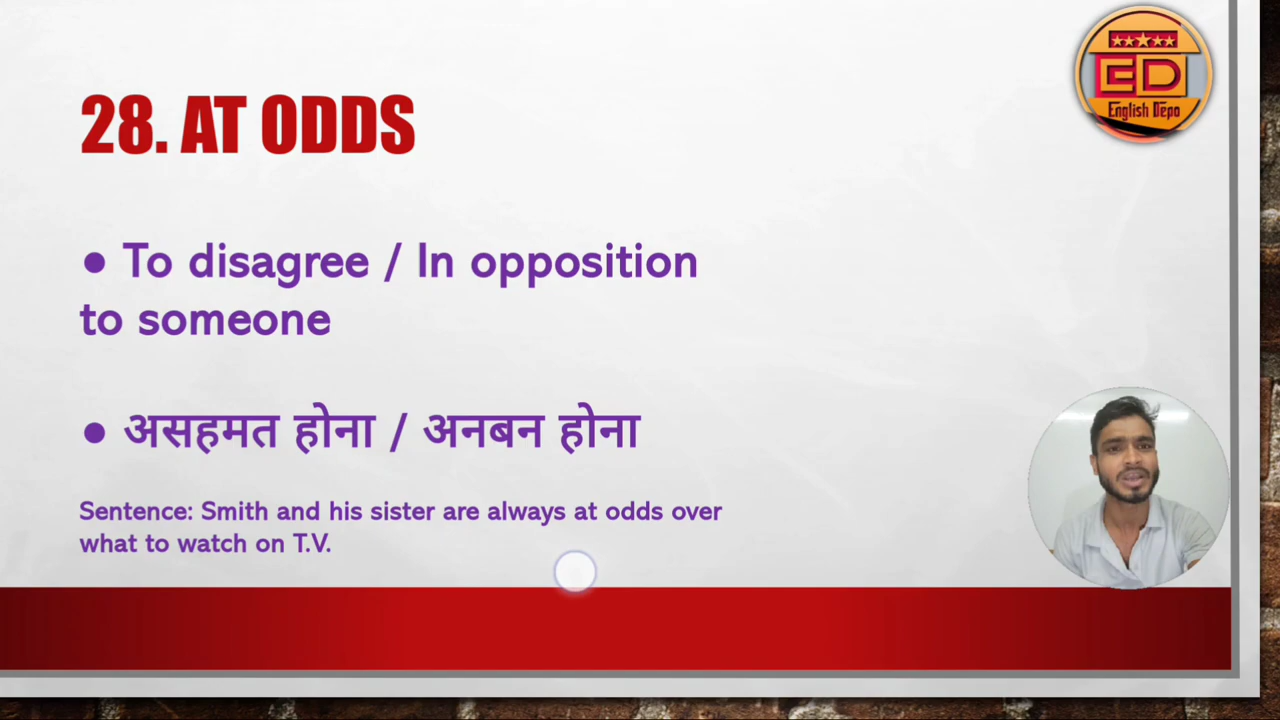 ED
English Depo
28. AT ODDS
● To disagree / In opposition
to someone
● असहमत होना / अनबन होना
Sentence: Smith and his sister are always at odds over
what to watch on T.V.